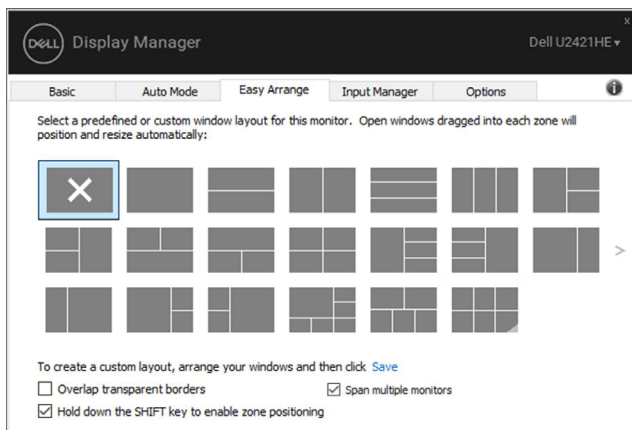 x
DELL Display Manager Dell U2421HE
Basic Auto Mode Easy Arrange Input Manager Options i
Select a predefined or custom window layout for this monitor. Open windows dragged into each zone will
position and resize automatically:
To create a custom layout, arrange your windows and then click Save
Overlap transparent borders Span multiple monitors
Hold down the SHIFT key to enable zone positioning